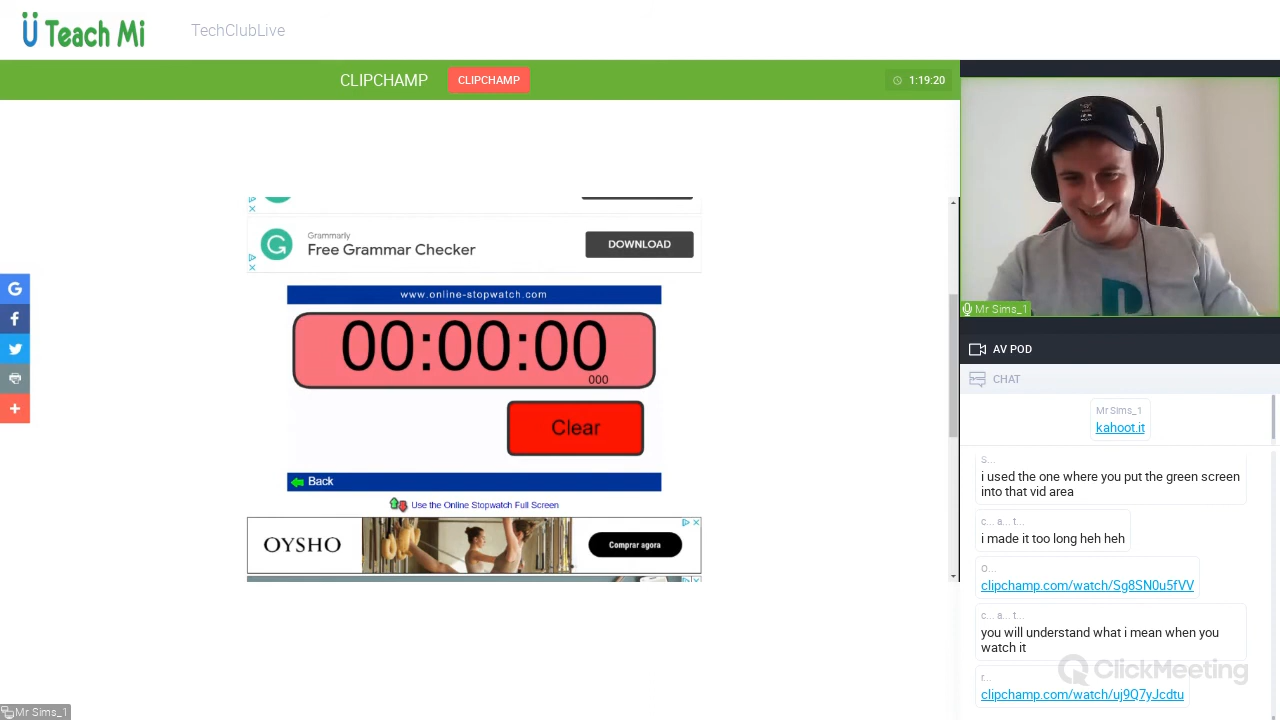 Ü Teach Mi
TechClubLive
CLIPCHAMP
CLIPCHAMP
1:19:20
Grammarly
Free Grammar Checker
DOWNLOAD
www.online-stopwatch.com
00:00:00
000
Clear
Back
Use the Online Stopwatch Full Screen
OYSHO
Comprar agora
Mr Sims_1
AV POD
CHAT
Mr Sims_1
kahoot.it
s...
i used the one where you put the green screen
into that vid area
c... a... t...
i made it too long heh heh
o...
clipchamp.com/watch/Sg8SN0u5fVV
c... a... t...
you will understand what i mean when you
watch it
r...
clipchamp.com/watch/uj9Q7yJcdtu
ClickMeeting
Mr Sims_1